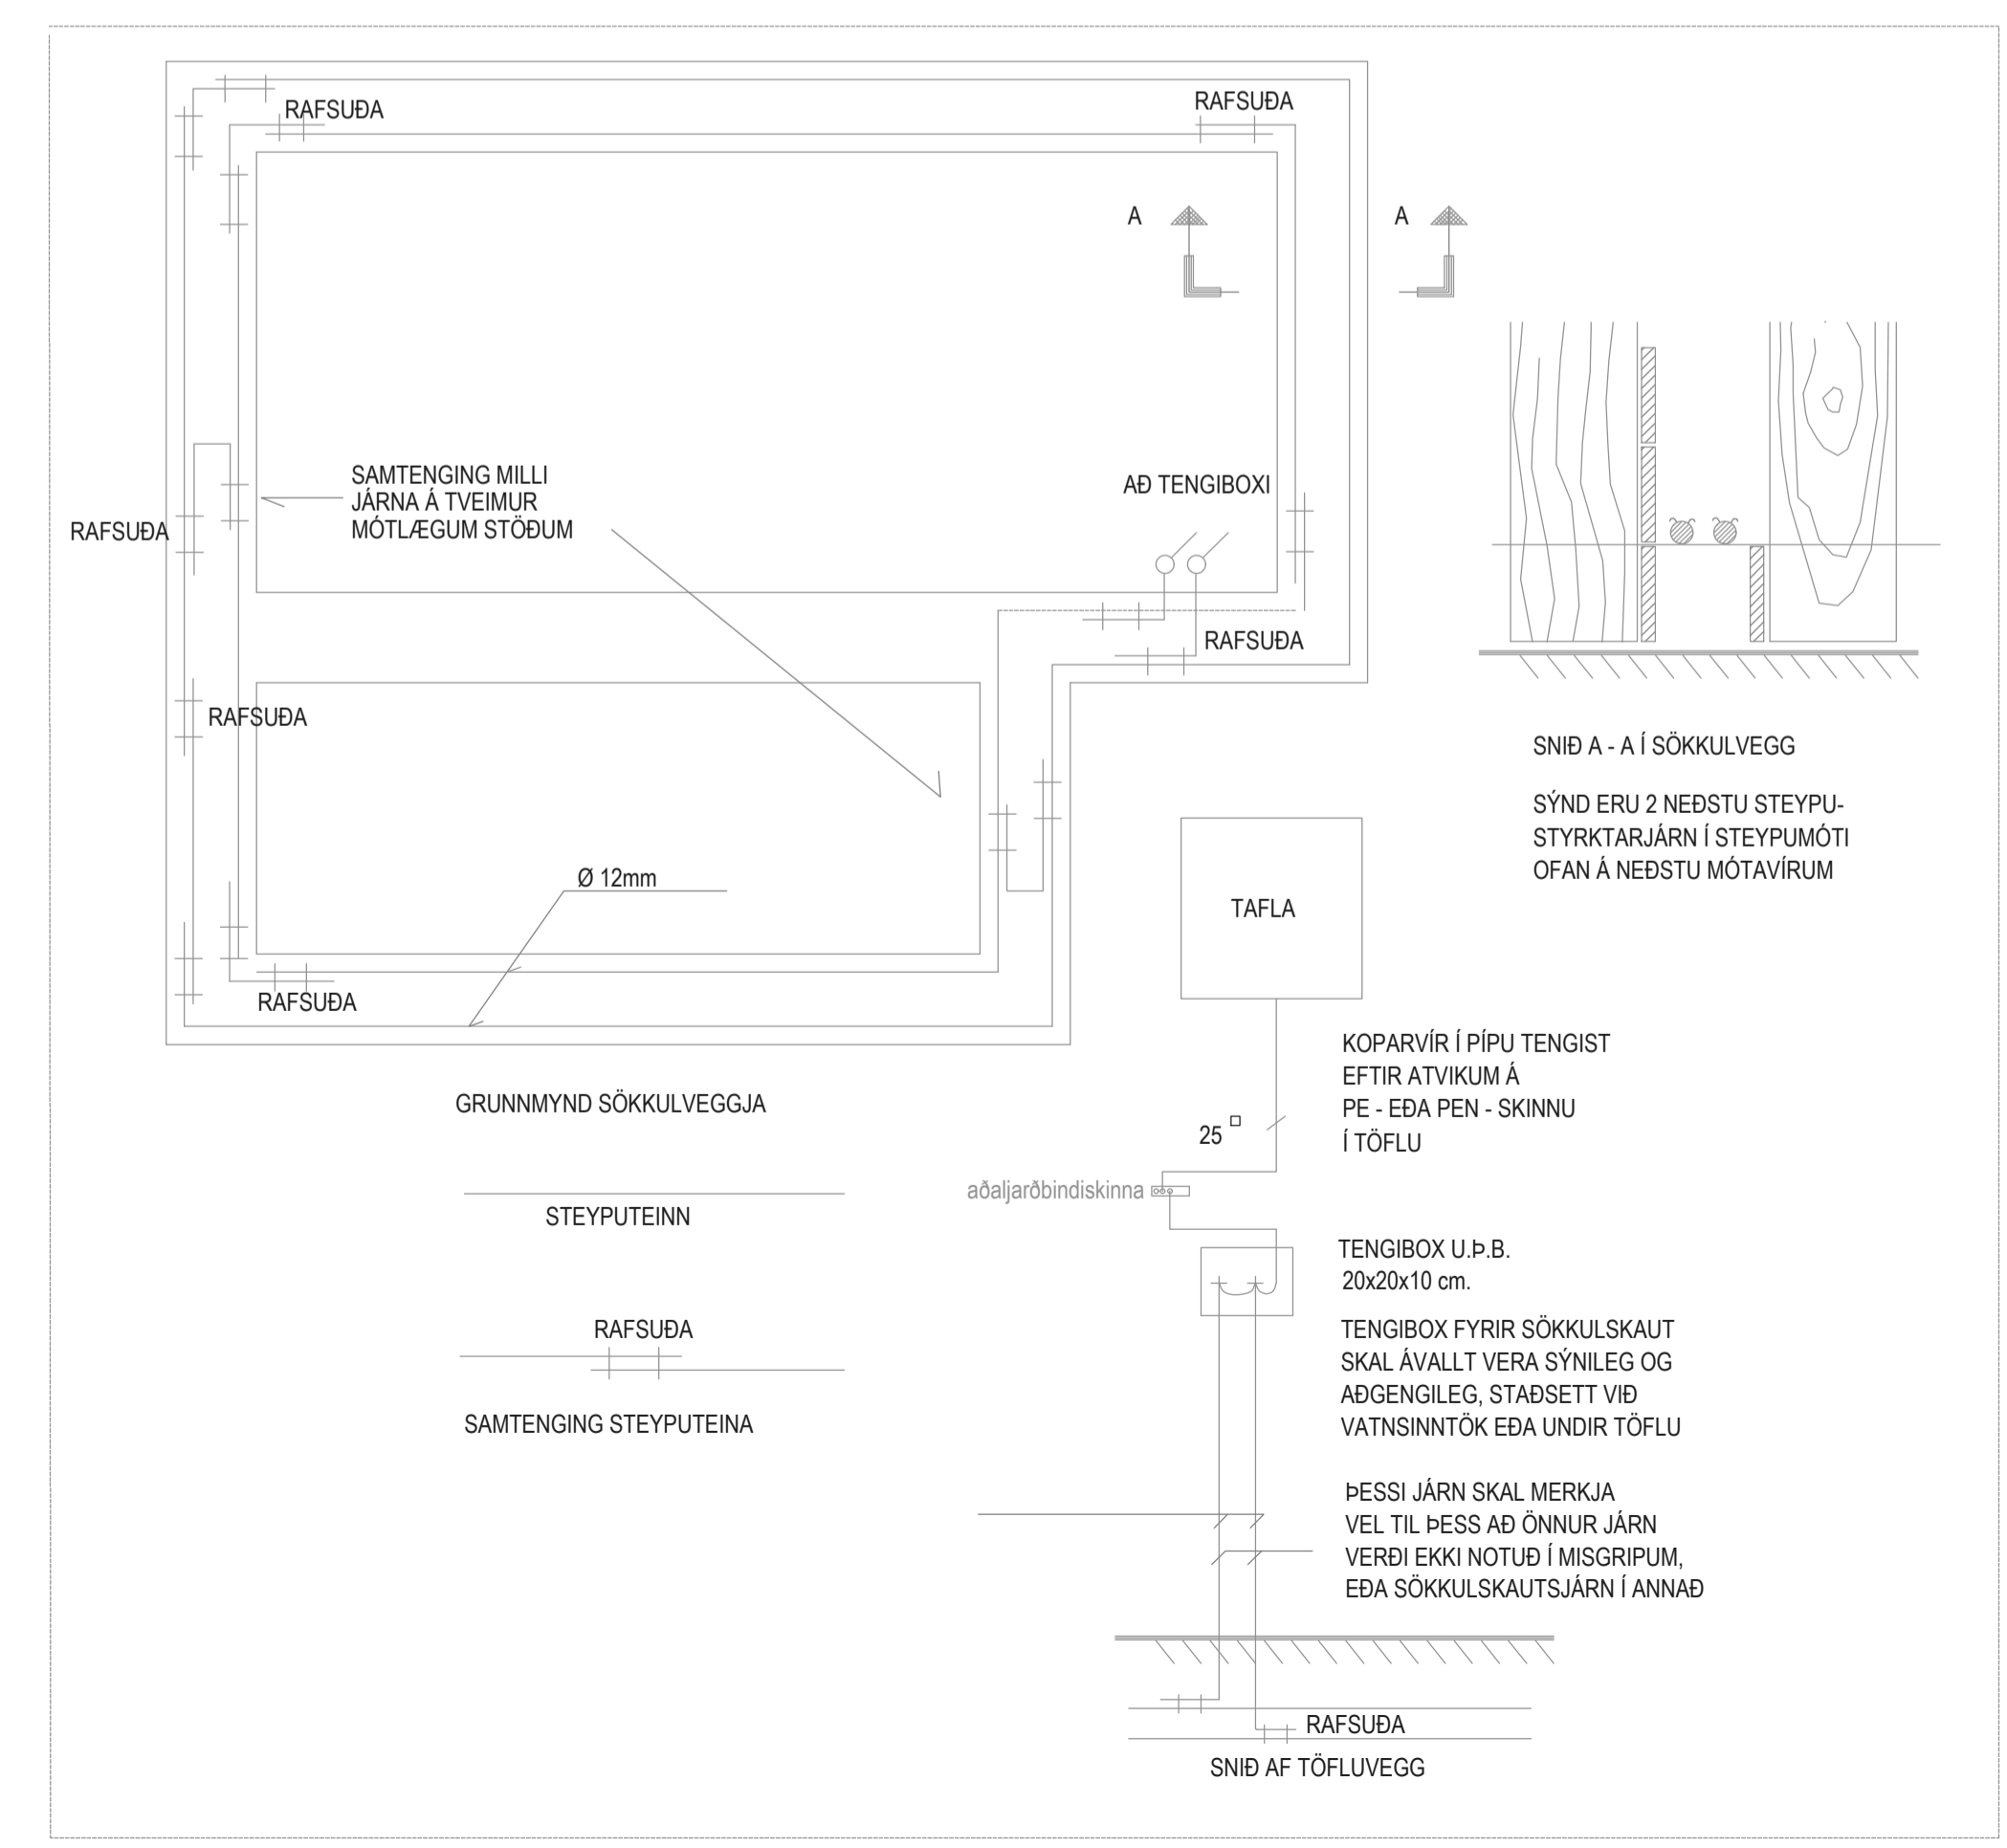 RAFSUÐA
RAFSUÐA
A
A
SAMTENGING MILLI
JÁRNA Á TVEIMUR
MÓTLÆGUM STÖÐUM
AÐ TENGIBOXI
RAFSUÐA
RAFSUÐA
RAFSUÐA
Ø 12mm
RAFSUÐA
GRUNNMYND SÖKKULVEGGJA
STEYPUTEINN
RAFSUÐA
SAMTENGING STEYPUTEINA
SNIÐ A - A Í SÖKKULVEGG
SÝND ERU 2 NEÐSTU STEYPU-
STYRKTARJÁRN Í STEYPUMÓTI
OFAN Á NEÐSTU MÓTAVÍRUM
TAFLA
KOPARVÍR Í PÍPU TENGIST
EFTIR ATVIKUM Á
PE - EÐA PEN - SKINNU
Í TÖFLU
25
aðaljarðbindiskinna
TENGIBOX U.Þ.B.
20x20x10 cm.
TENGIBOX FYRIR SÖKKULSKAUT
SKAL ÁVALLT VERA SÝNILEG OG
AÐGENGILEG, STAÐSETT VIÐ
VATNSINNTÖK EÐA UNDIR TÖFLU
ÞESSI JÁRN SKAL MERKJA
VEL TIL ÞESS AÐ ÖNNUR JÁRN
VERÐI EKKI NOTUÐ Í MISGRIPUM,
EÐA SÖKKULSKAUTSJÁRN Í ANNAÐ
RAFSUÐA
SNIÐ AF TÖFLUVEGG